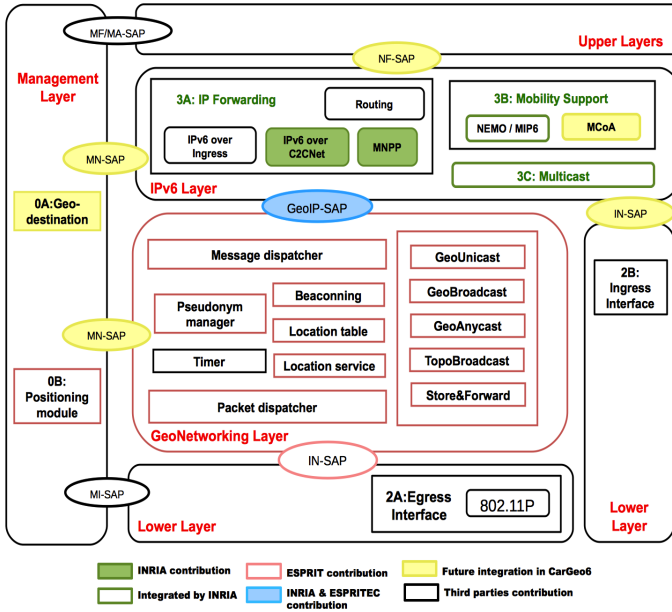 MF/MA-SAP
Upper Layers
Management
Layer
NF-SAP
3A: IP Forwarding
Routing
IPv6 over
Ingress
IPv6 over
C2CNet
MNPP
3B: Mobility Support
NEMO / MIP6
MCoA
3C: Multicast
MN-SAP
IPv6 Layer
0A:Geo-
destination
GeoIP-SAP
IN-SAP
Message dispatcher
Pseudonym
manager
Beaconning
Location table
Timer
Location service
Packet dispatcher
GeoUnicast
GeoBroadcast
GeoAnycast
TopoBroadcast
Store&Forward
2B:
Ingress
Interface
MN-SAP
0B:
Positioning
module
GeoNetworking Layer
IN-SAP
MI-SAP
2A:Egress
Interface
802.11P
Lower Layer
Lower
Layer
INRIA contribution
ESPRIT contribution
Future integration in CarGeo6
Integrated by INRIA
INRIA & ESPRITEC
contribution
Third parties contribution